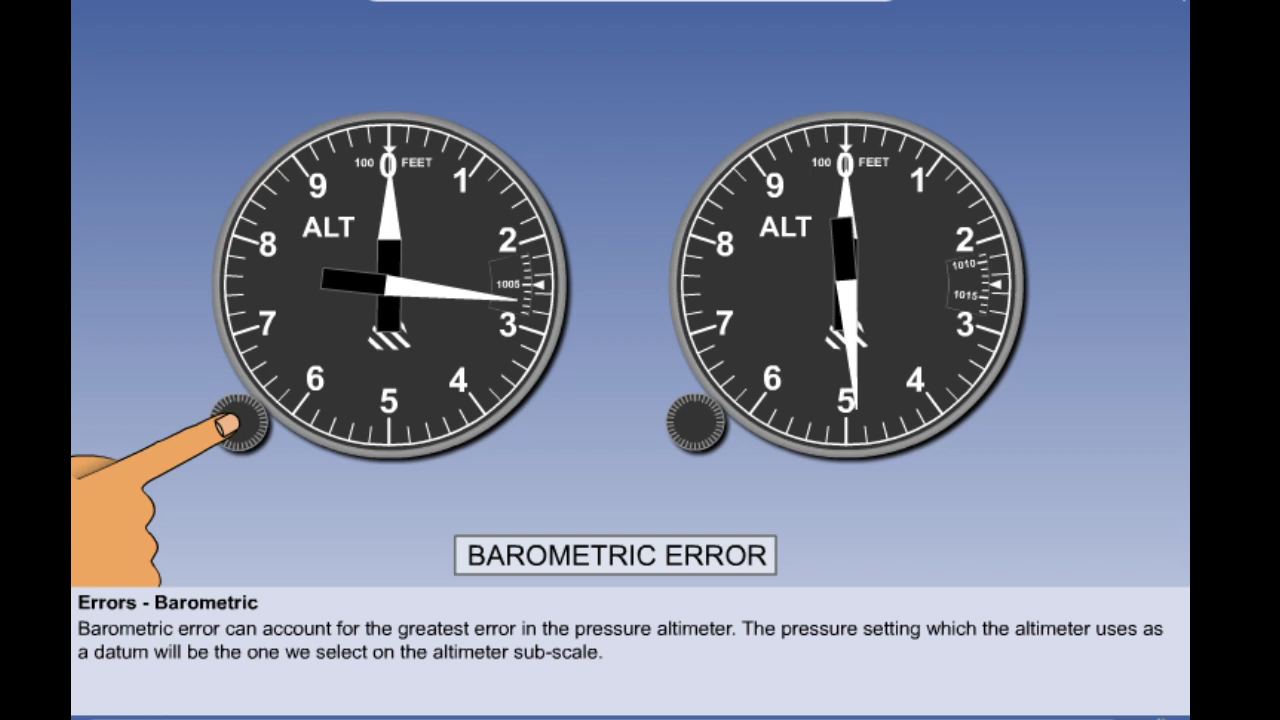 100 0 FEET
9 1
ALT
8 2
1005
7 3
6 4
5
100 0 FEET
9 1
ALT
8 2
1010
1015
7 3
6 4
5
BAROMETRIC ERROR
Errors - Barometric
Barometric error can account for the greatest error in the pressure altimeter. The pressure setting which the altimeter uses as
a datum will be the one we select on the altimeter sub-scale.